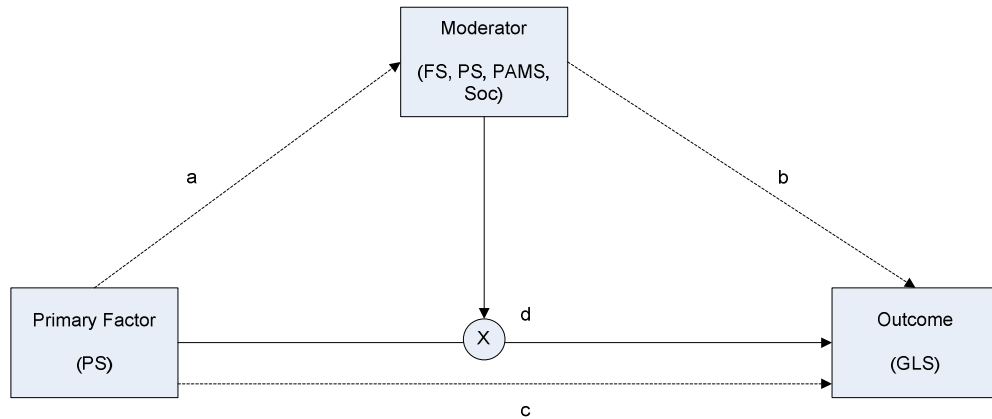 Moderator
(FS, PS, PAMS,
Soc)
a
b
Primary Factor
(PS)
X
d
Outcome
(GLS)
c